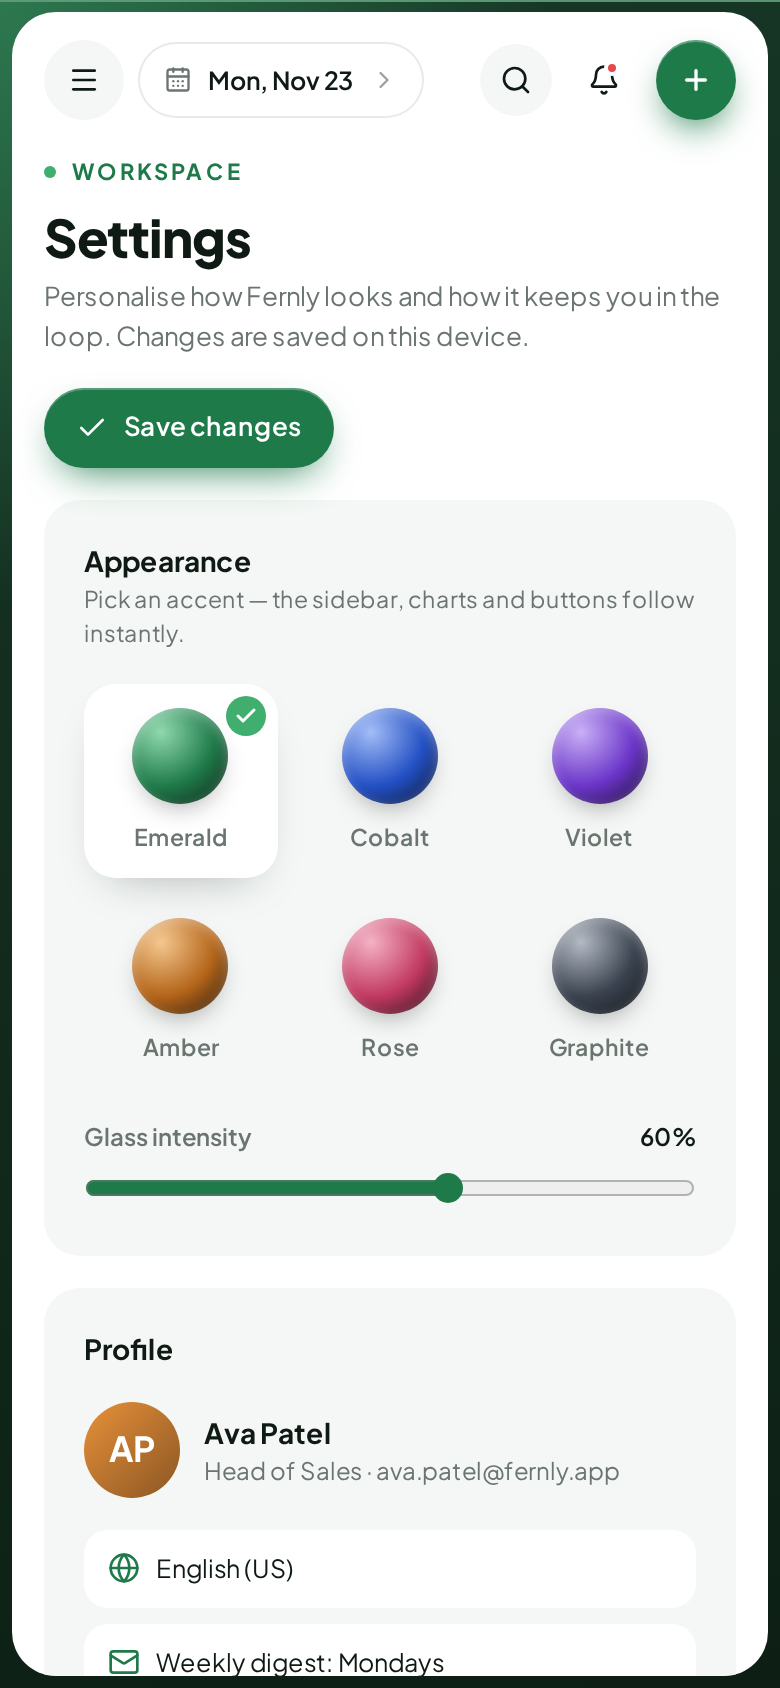 Mon, Nov 23
WORKSPACE
Settings
Personalise how Fernly looks and how it keeps you in the
loop. Changes are saved on this device.
Save changes
Appearance
Pick an accent — the sidebar, charts and buttons follow
instantly.
Emerald
Cobalt
Violet
Amber
Rose
Graphite
Glass intensity
60%
Profile
AP
Ava Patel
Head of Sales · ava.patel@fernly.app
English (US)
Weekly digest: Mondays